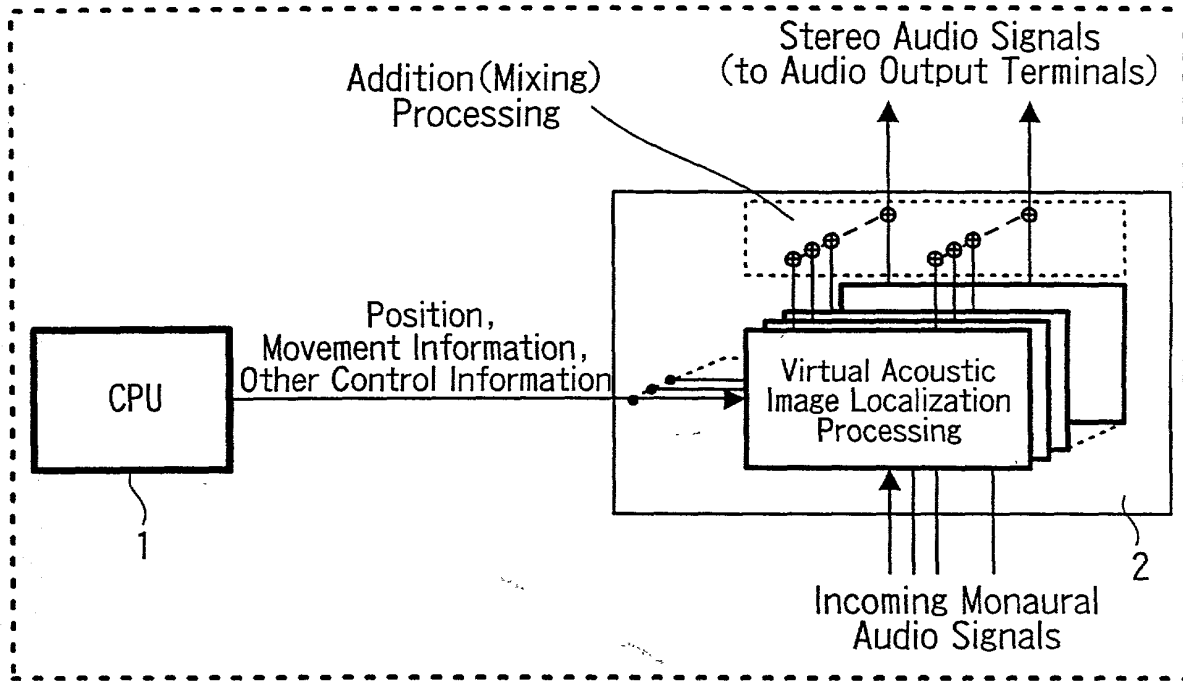 Stereo Audio Signals
(to Audio Output Terminals)
Addition(Mixing)
Processing
Position,
Movement Information,
Other Control Information
CPU
Virtual Acoustic
Image Localization
Processing
1
2
Incoming Monaural
Audio Signals